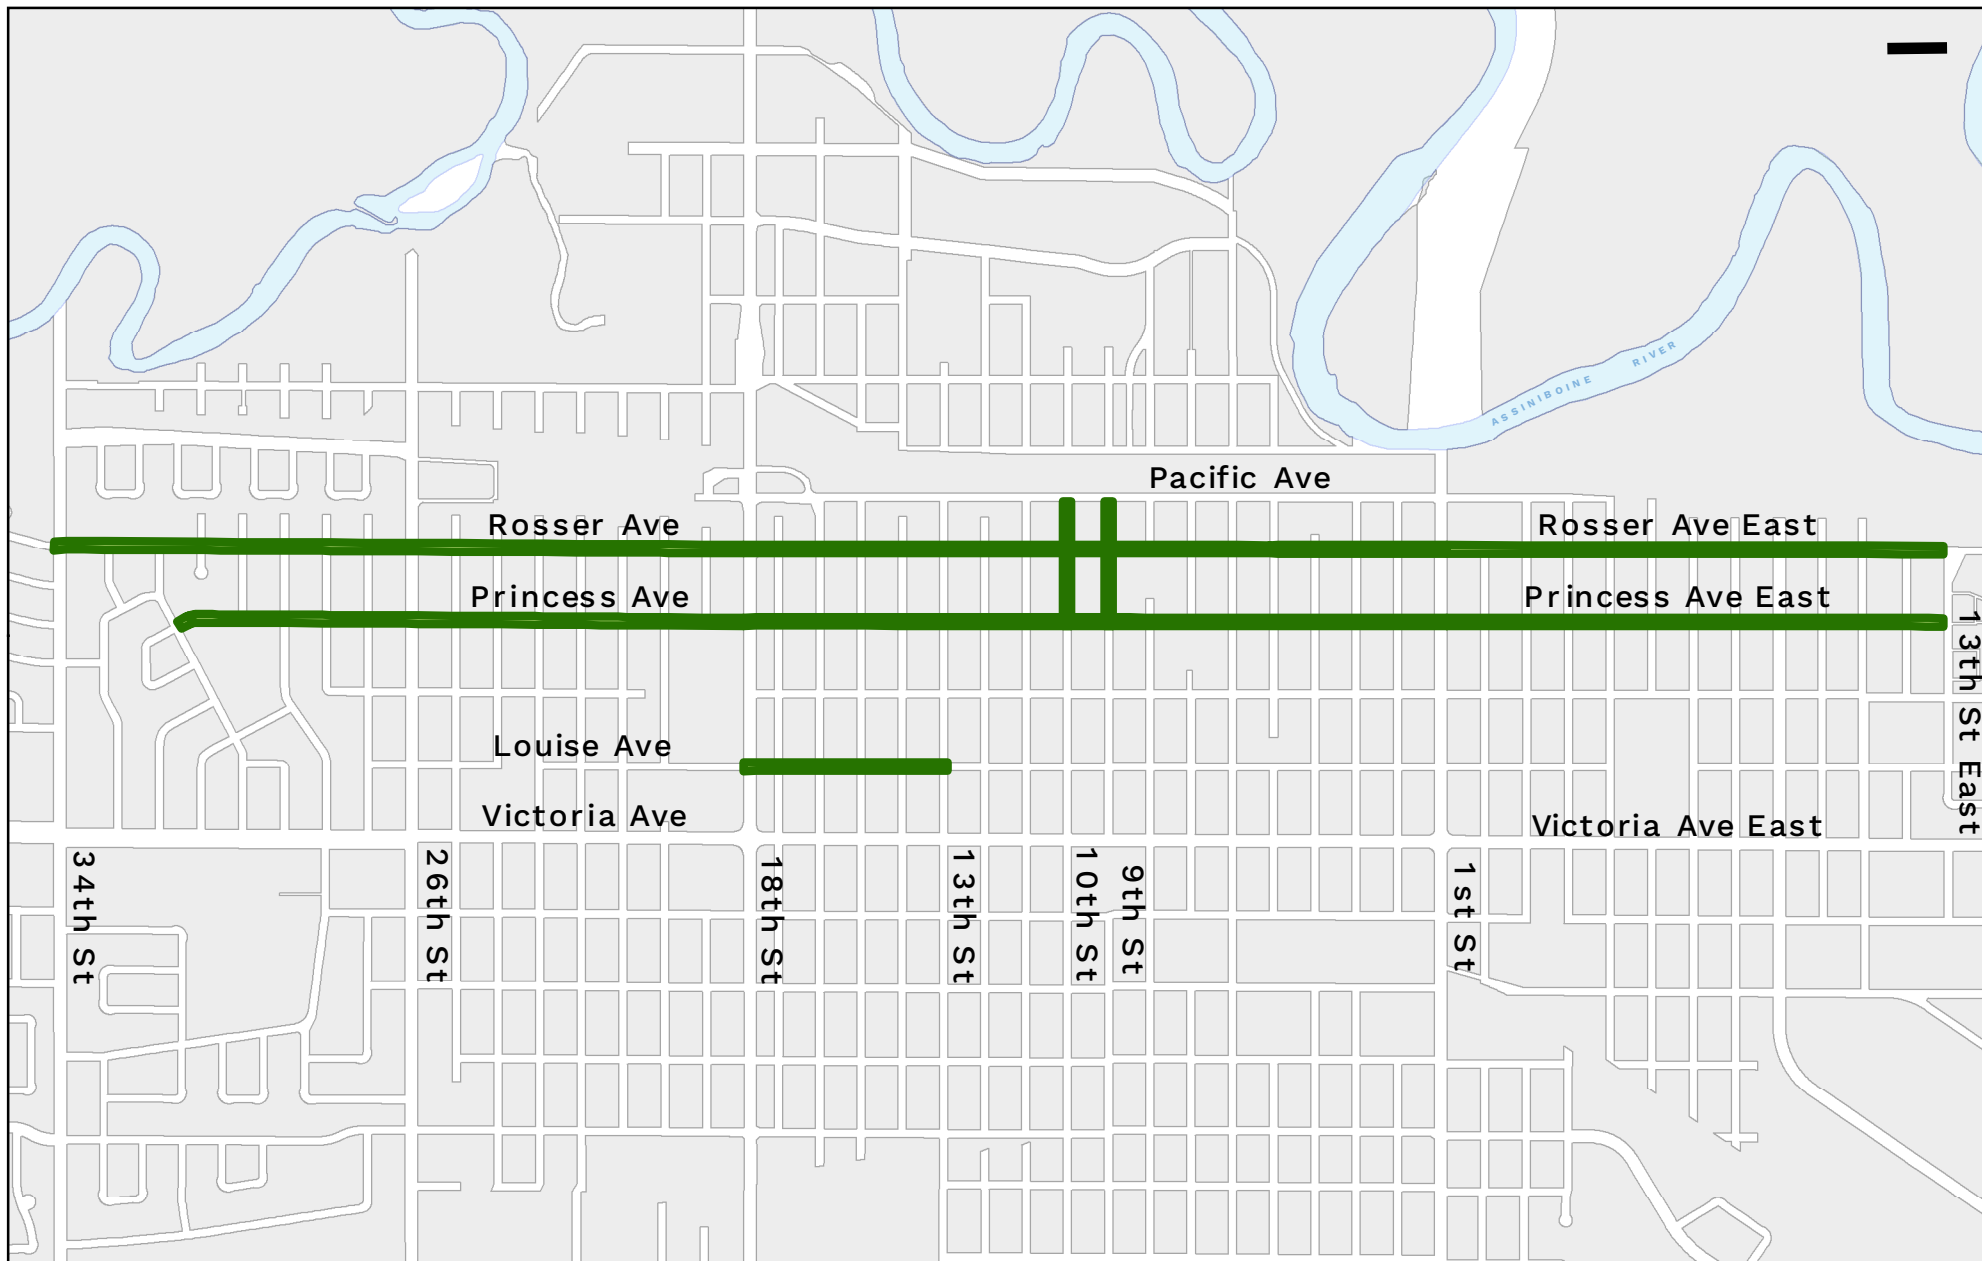 ASSINIBOINE RIVER
Pacific Ave
Rosser Ave
Rosser Ave East
Princess Ave
Princess Ave East
13th St East
Louise Ave
Victoria Ave
Victoria Ave East
34th St
26th St
18th St
13th St
10th St
9th St
1st St